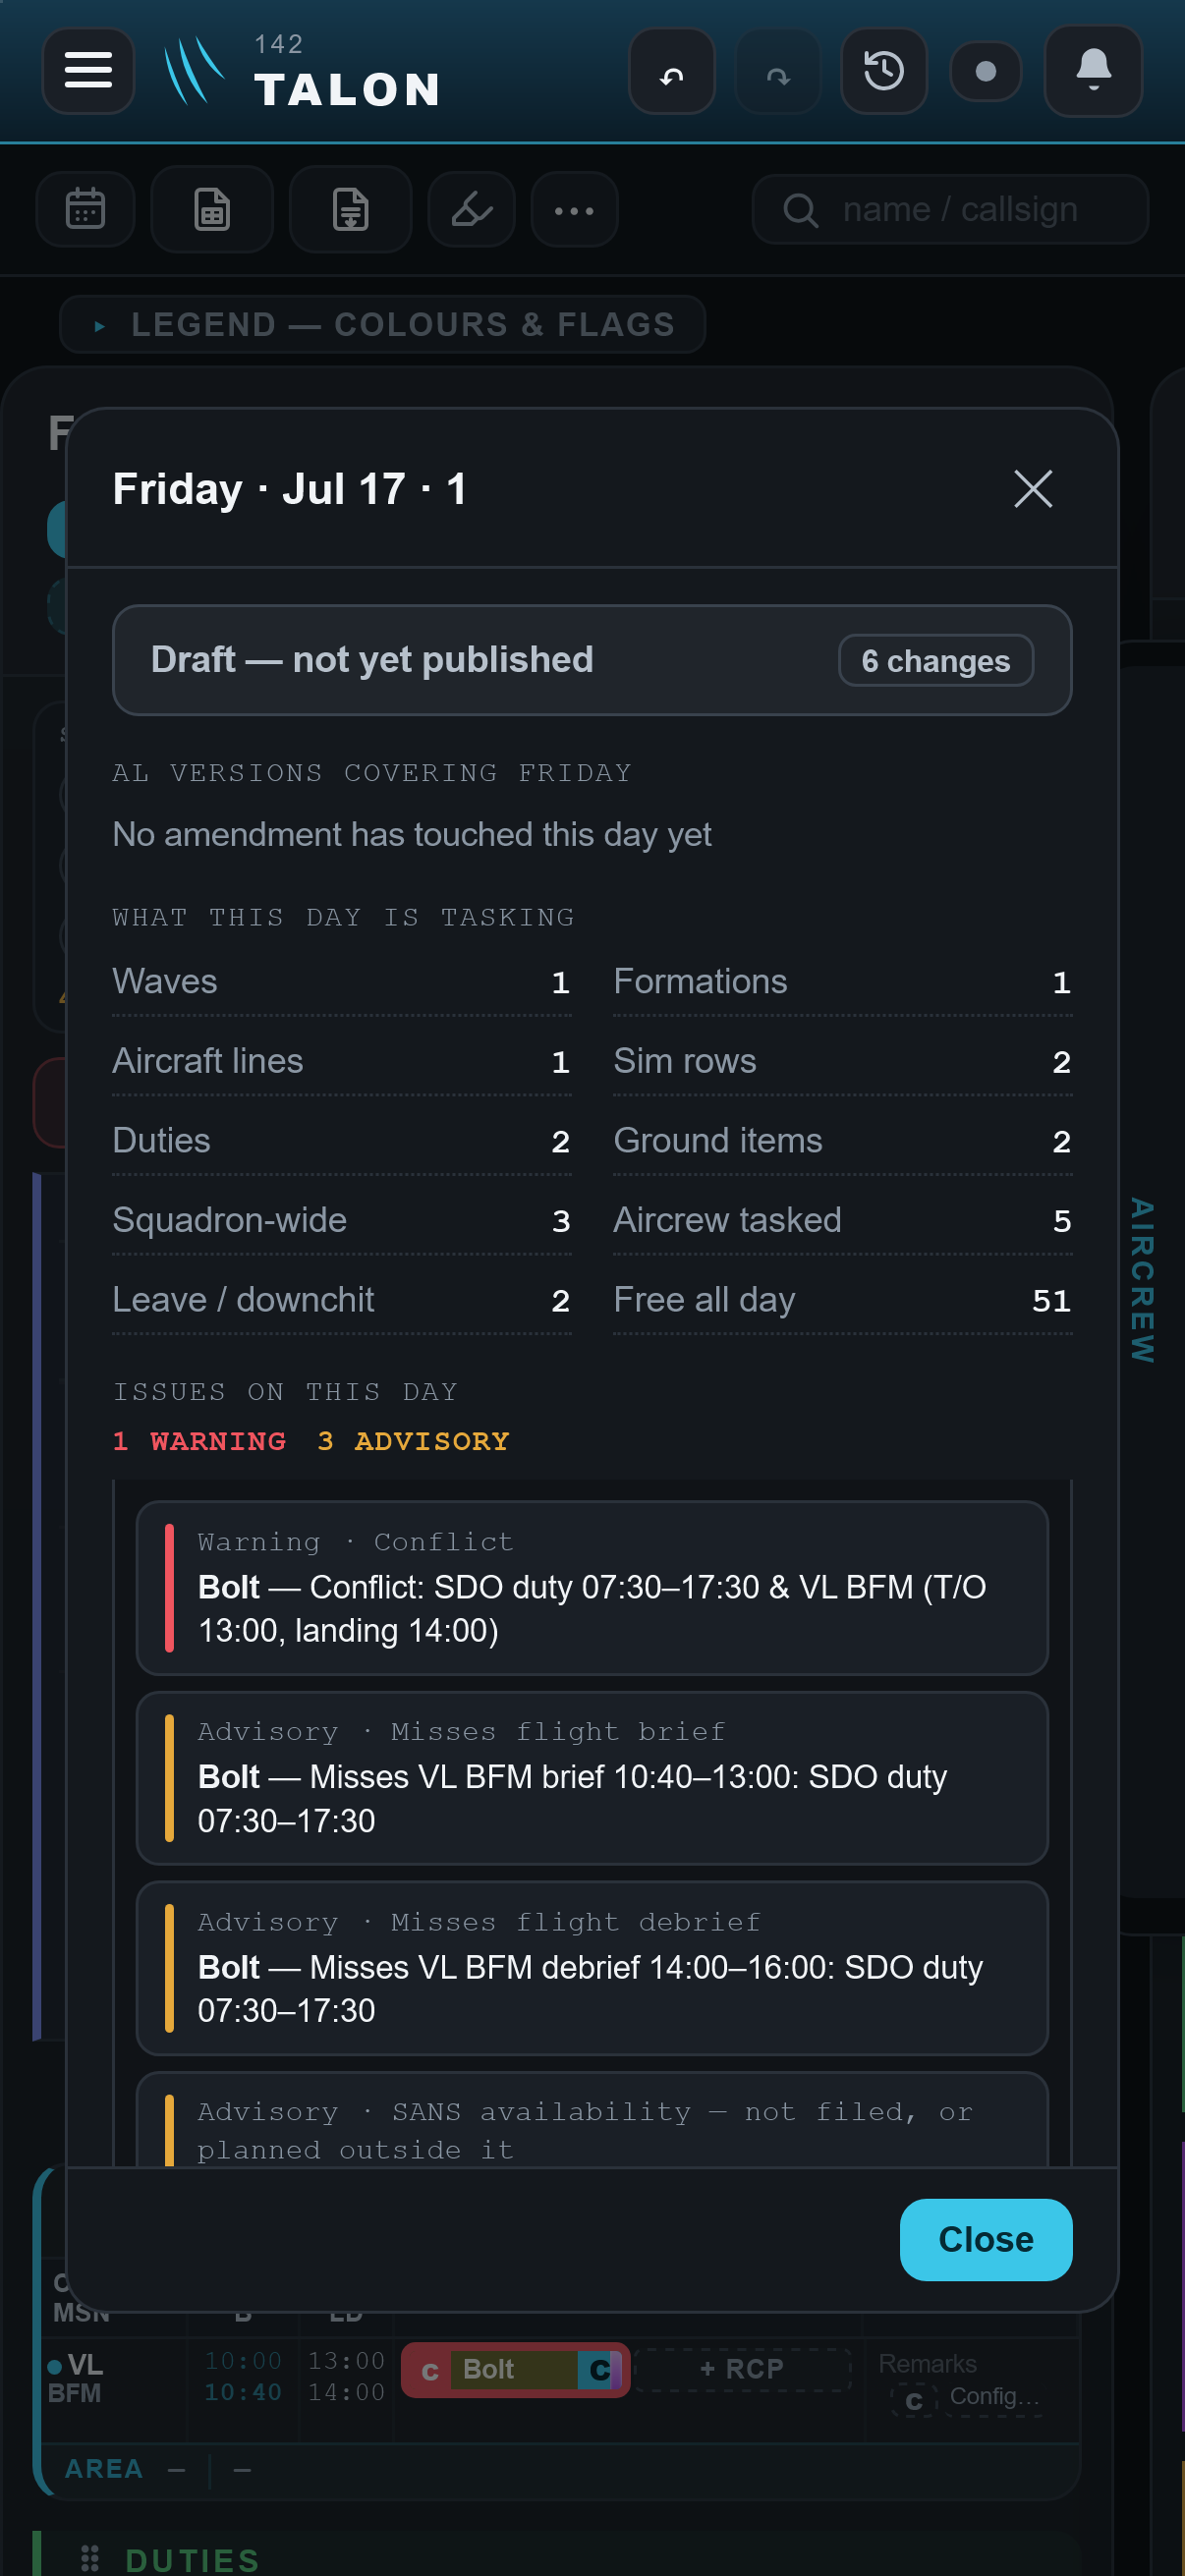 142
TALON
name / callsign
▸ LEGEND — COLOURS & FLAGS
F
Friday · Jul 17 · 1
Draft — not yet published
6 changes
AL VERSIONS COVERING FRIDAY
No amendment has touched this day yet
WHAT THIS DAY IS TASKING
Waves 1
Formations 1
Aircraft lines 1
Sim rows 2
Duties 2
Ground items 2
Squadron-wide 3
Aircrew tasked 5
Leave / downchit 2
Free all day 51
AIRCREW
ISSUES ON THIS DAY
1 WARNING 3 ADVISORY
Warning · Conflict
Bolt — Conflict: SDO duty 07:30–17:30 & VL BFM (T/O
13:00, landing 14:00)
Advisory · Misses flight brief
Bolt — Misses VL BFM brief 10:40–13:00: SDO duty
07:30–17:30
Advisory · Misses flight debrief
Bolt — Misses VL BFM debrief 14:00–16:00: SDO duty
07:30–17:30
Advisory · SANS availability — not filed, or
planned outside it
Close
MSN
VL 10:00 13:00 C Bolt C + RCP Remarks
BFM 10:40 14:00 C Config…
AREA — —
DUTIES